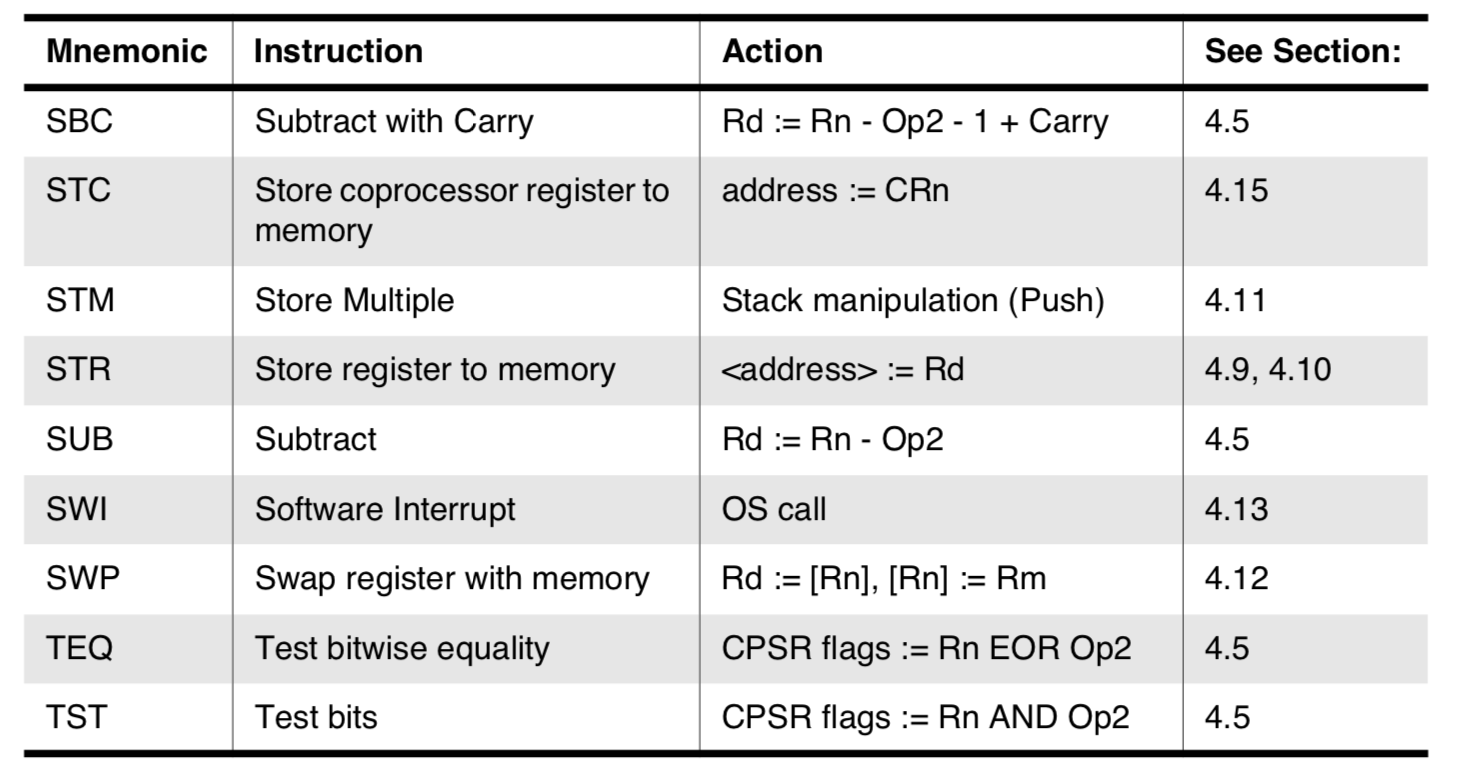 Mnemonic Instruction Action See Section:
SBC Subtract with Carry Rd := Rn - Op2 - 1 + Carry 4.5
STC Store coprocessor register to memory address := CRn 4.15
STM Store Multiple Stack manipulation (Push) 4.11
STR Store register to memory <address> := Rd 4.9, 4.10
SUB Subtract Rd := Rn - Op2 4.5
SWI Software Interrupt OS call 4.13
SWP Swap register with memory Rd := [Rn], [Rn] := Rm 4.12
TEQ Test bitwise equality CPSR flags := Rn EOR Op2 4.5
TST Test bits CPSR flags := Rn AND Op2 4.5